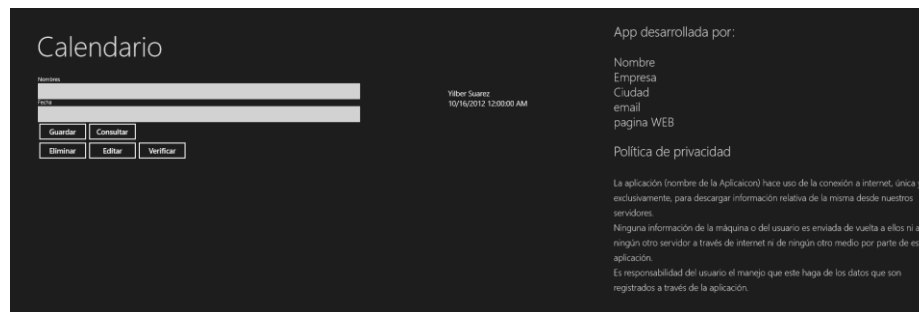 Calendario
Nombres
Fecha
Guardar Consultar
Eliminar Editar Verificar
Yilber Suarez
10/16/2012 12:00:00 AM
App desarrollada por:
Nombre
Empresa
Ciudad
email
pagina WEB
Política de privacidad
La aplicación (nombre de la Aplicaicon) hace uso de la conexión a internet, única
exclusivamente, para descargar información relativa de la misma desde nuestros
servidores.
Ninguna información de la máquina o del usuario es enviada de vuelta a ellos ni a
ningún otro servidor a través de internet ni de ningún otro medio por parte de es
aplicación.
Es responsabilidad del usuario el manejo que este haga de los datos que son
registrados a través de la aplicación.